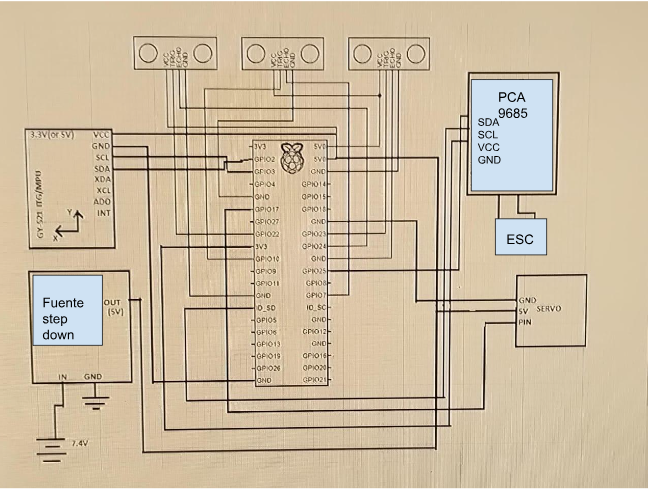 VCC
TRIG
ECHO
GND
VCC
TRIG
ECHO
GND
VCC
TRIG
ECHO
GND
PCA
9685
SDA
SCL
VCC
GND
ESC
3.3V(or 5V)
VCC
GND
SCL
SDA
XDA
XCL
ADO
INT
GY-521 ITG/MPU
Y
X
3V3
GPIO2
GPIO3
GPIO4
GND
GPIO17
GPIO27
GPIO22
3V3
GPIO10
GPIO9
GPIO11
GND
ID_SD
GPIO5
GPIO6
GPIO13
GPIO19
GPIO26
GND
5V0
5V0
GND
GPIO14
GPIO15
GPIO18
GND
GPIO23
GPIO24
GND
GPIO25
GPIO8
GPIO7
ID_SC
GND
GPIO12
GND
GPIO16
GPIO20
GPIO21
Fuente
step
down
OUT
(5V)
IN
GND
7.4V
GND
5V
PIN
SERVO